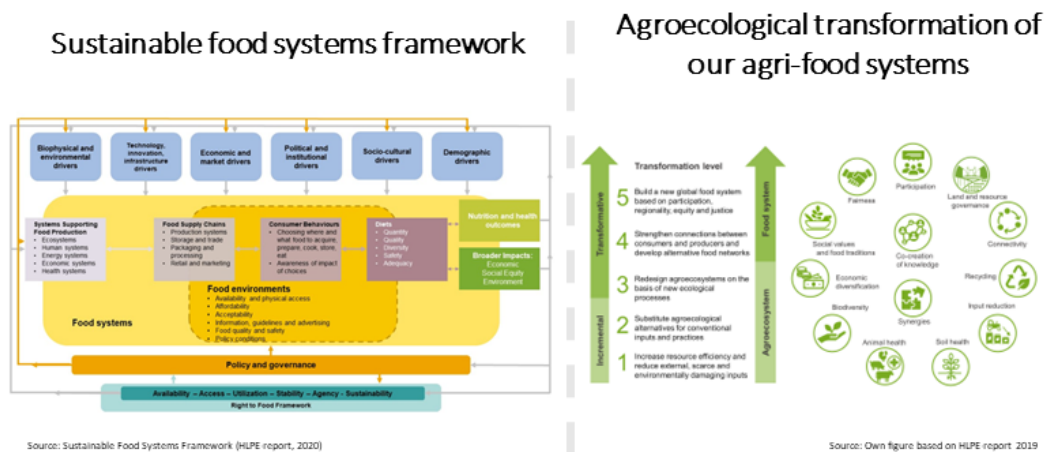 Sustainable food systems framework
Biophysical and
environmental
drivers
Technology,
innovation,
infrastructure
drivers
Economic and
market drivers
Political and
institutional
drivers
Socio-cultural
drivers
Demographic
drivers
Systems Supporting
Food Production
• Ecosystems
• Human systems
• Energy systems
• Economic systems
• Health systems
Food Supply Chains
• Production systems
• Storage and trade
• Packaging and
processing
• Retail and marketing
Consumer Behaviours
• Choosing where and
what food to acquire,
prepare, cook, store,
eat
• Awareness of impact
of choices
Diets
• Quantity
• Quality
• Diversity
• Safety
• Adequacy
Nutrition and health
outcomes
Broader Impacts:
Economic
Social Equity
Environment
Food environments
• Availability and physical access
• Affordability
• Acceptability
• Information, guidelines and advertising
• Food quality and safety
• Policy conditions
Food systems
Policy and governance
Availability – Access – Utilization – Stability – Agency - Sustainability
Right to Food Framework
Source: Sustainable Food Systems Framework (HLPE-report, 2020)
Agroecological transformation of
our agri-food systems
Transformative
Incremental
Transformation level
5 Build a new global food system
based on participation,
regionality, equity and justice
4 Strengthen connections between
consumers and producers and
develop alternative food networks
3 Redesign agroecosystems on the
basis of new ecological
processes
2 Substitute agroecological
alternatives for conventional
inputs and practices
1 Increase resource efficiency and
reduce external, scarce and
environmentally damaging inputs
Food system
Agroecosystem
Participation
Fairness
Land and resource
governance
Social values
and food traditions
Co-creation
of knowledge
Connectivity
Economic
diversification
Recycling
Biodiversity
Synergies
Input reduction
Animal health
Soil health
Source: Own figure based on HLPE-report 2019